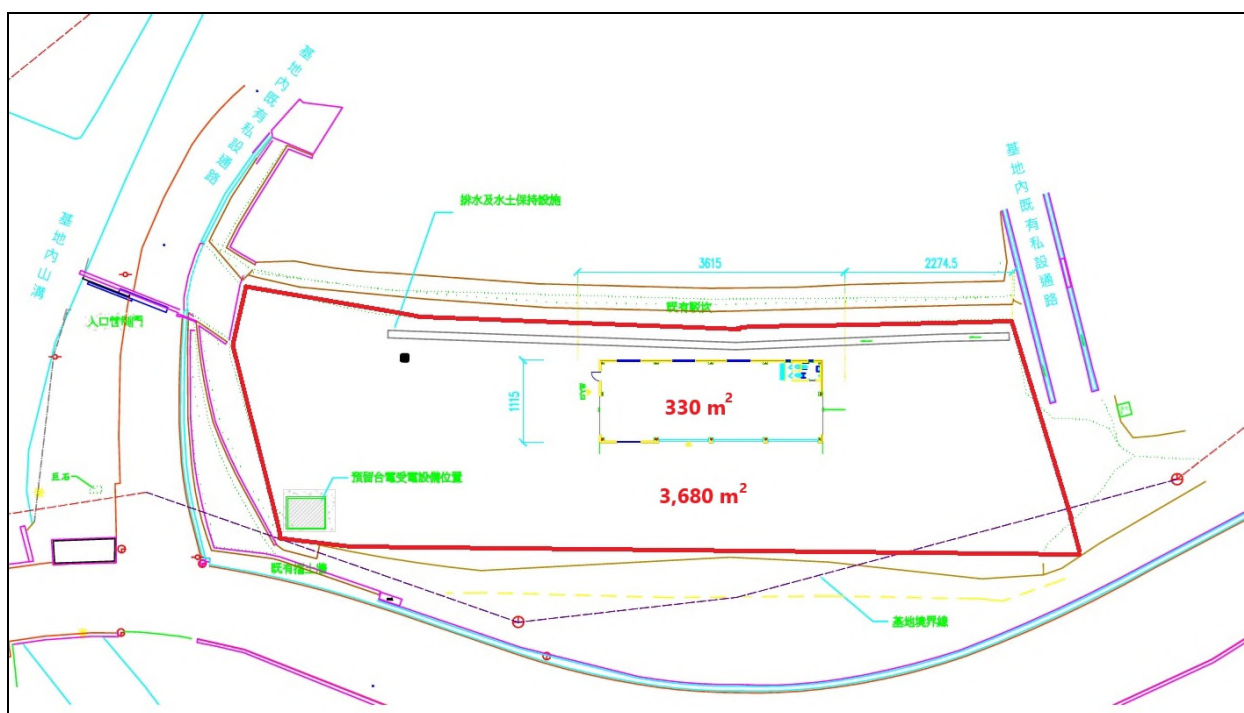 基地內既有私設通路
基地內山溝
排水及水土保持設施
基地內既有私設通路
3615
2274.5
既有駁坎
入口管制門
1115
330 m²
預留台電受電設備位置
3,680 m²
巨石
既有擋土牆
基地境界線